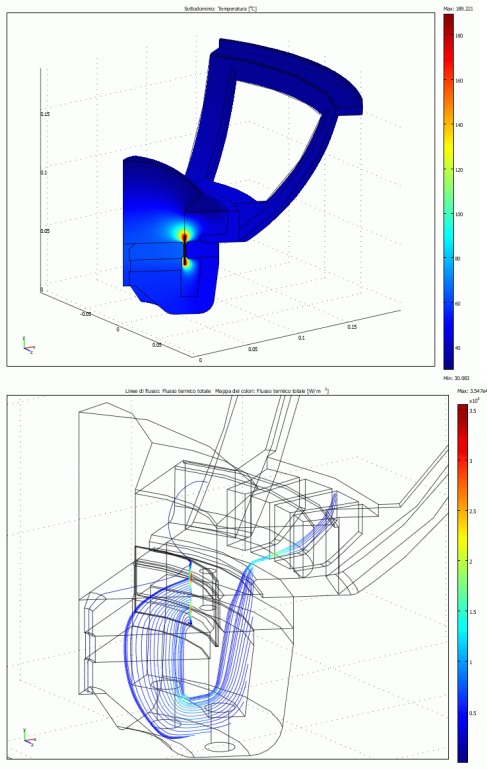 Sottodominio: Temperatura [°C]
Max: 189.221
180
160
140
120
100
80
60
40
Min: 30.083
0.15
0.1
0.05
0
-0.05
0
0.05
0
0.05
0.1
0.15
y
x
z
Linee di flusso: Flusso termico totale Mappa dei colori: Flusso termico totale [W/m²]
Max: 3.547e
3.5
3
2.5
2
1.5
1
0.5
y
x
z